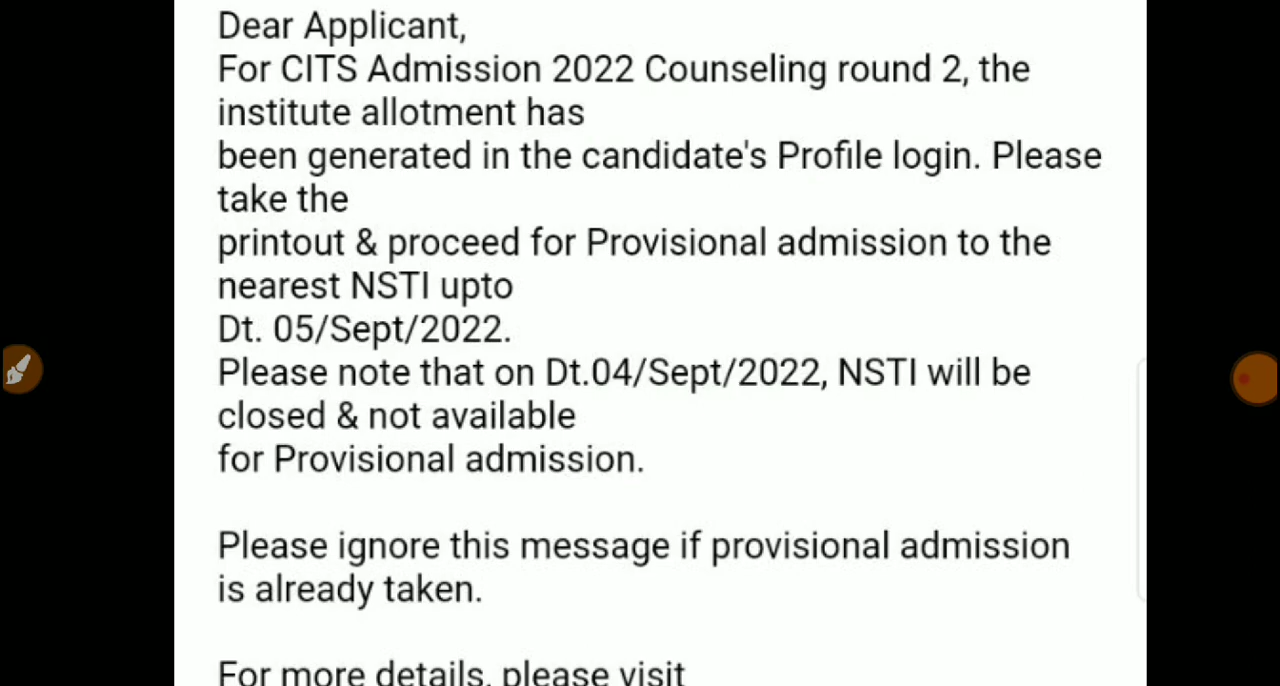 Dear Applicant,
For CITS Admission 2022 Counseling round 2, the
institute allotment has
been generated in the candidate's Profile login. Please
take the
printout & proceed for Provisional admission to the
nearest NSTI upto
Dt. 05/Sept/2022.
Please note that on Dt.04/Sept/2022, NSTI will be
closed & not available
for Provisional admission.
Please ignore this message if provisional admission
is already taken.
For more details, please visit